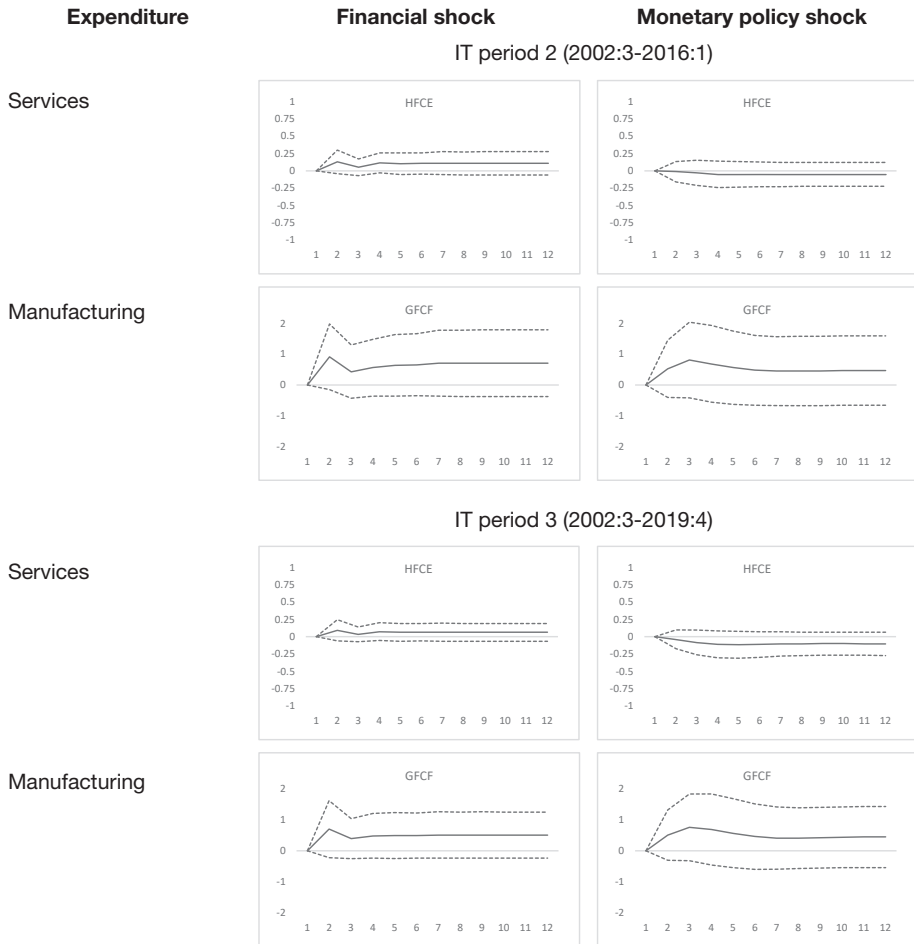 Expenditure Financial shock Monetary policy shock
IT period 2 (2002:3-2016:1)
Services
HFCE
1
0.75
0.5
0.25
0
-0.25
-0.5
-0.75
-1
1 2 3 4 5 6 7 8 9 10 11 12
HFCE
1
0.75
0.5
0.25
0
-0.25
-0.5
-0.75
-1
1 2 3 4 5 6 7 8 9 10 11 12
Manufacturing
GFCF
2
1
0
-1
-2
1 2 3 4 5 6 7 8 9 10 11 12
GFCF
2
1
0
-1
-2
1 2 3 4 5 6 7 8 9 10 11 12
IT period 3 (2002:3-2019:4)
Services
HFCE
1
0.75
0.5
0.25
0
-0.25
-0.5
-0.75
-1
1 2 3 4 5 6 7 8 9 10 11 12
HFCE
1
0.75
0.5
0.25
0
-0.25
-0.5
-0.75
-1
1 2 3 4 5 6 7 8 9 10 11 12
Manufacturing
GFCF
2
1
0
-1
-2
1 2 3 4 5 6 7 8 9 10 11 12
GFCF
2
1
0
-1
-2
1 2 3 4 5 6 7 8 9 10 11 12